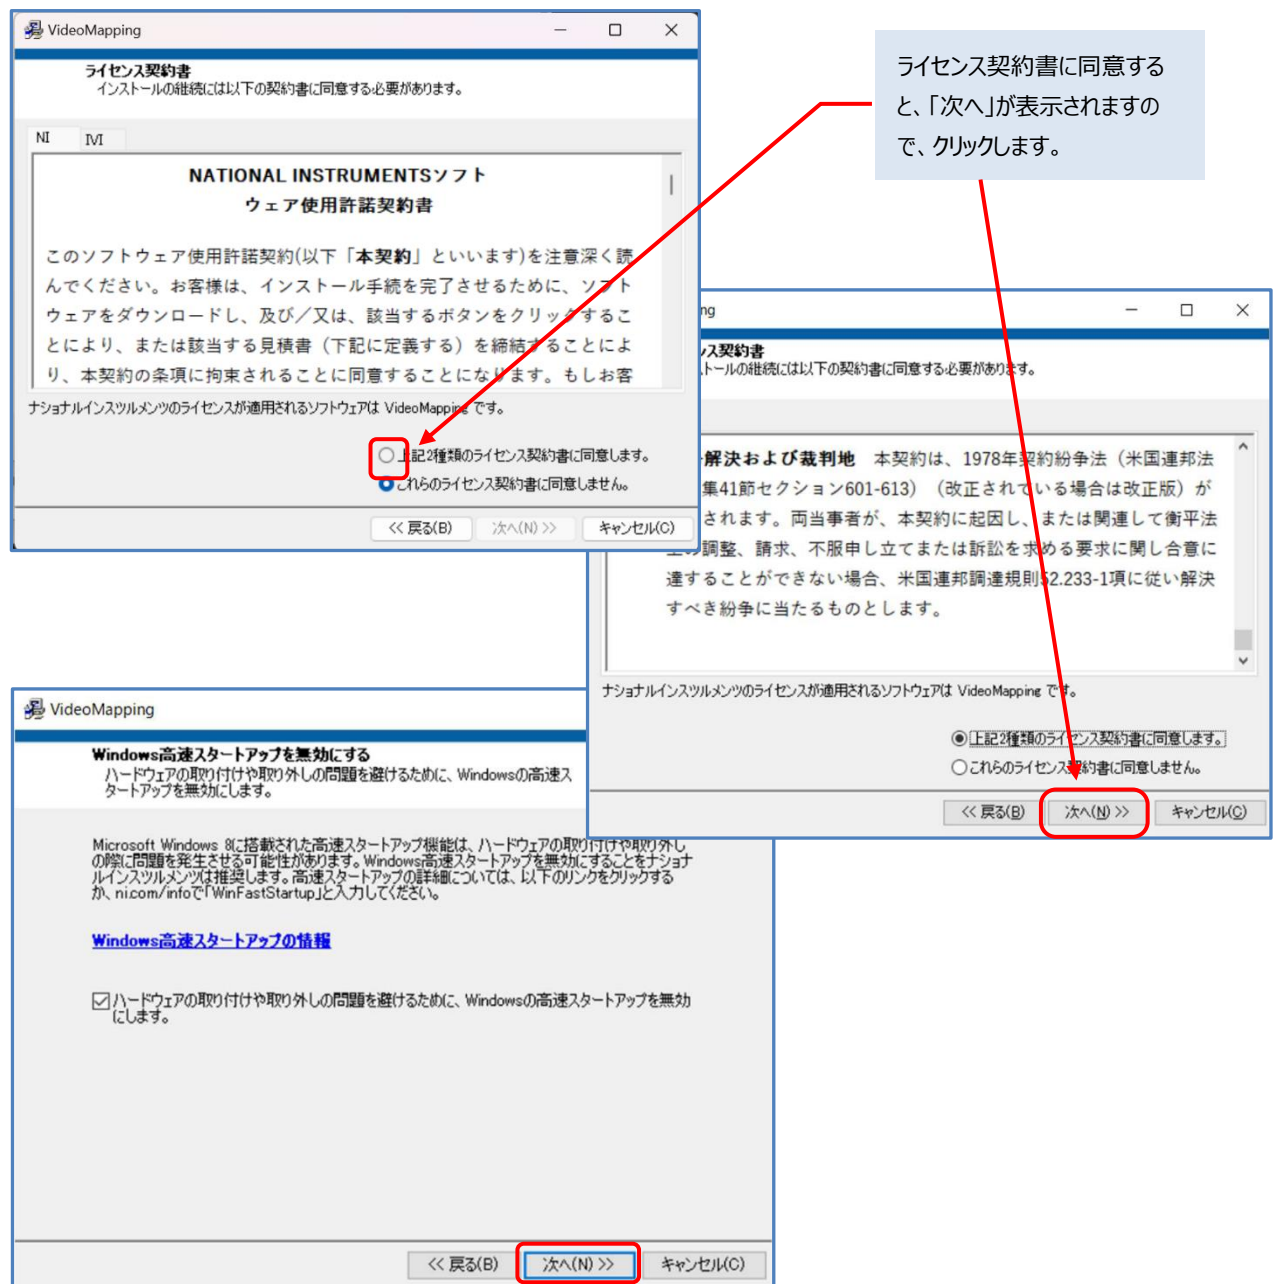 VideoMapping
ライセンス契約書
インストールの継続には以下の契約書に同意する必要があります。
NI IVI
NATIONAL INSTRUMENTSソフト
ウェア使用許諾契約書
このソフトウェア使用許諾契約(以下「本契約」といいます)を注意深く読
んでください。お客様は、インストール手続を完了させるために、ソフト
ウェアをダウンロードし、及び／又は、該当するボタンをクリックするこ
とにより、または該当する見積書（下記に定義する）を締結することによ
り、本契約の条項に拘束されることに同意することになります。もしお客
ナショナルインスツルメンツのライセンスが適用されるソフトウェアは VideoMapping です。
上記2種類のライセンス契約書に同意します。
これらのライセンス契約書に同意しません。
<< 戻る(B) 次へ(N) >> キャンセル(C)
ライセンス契約書に同意する
と、「次へ」が表示されますの
で、クリックします。
ng
ス契約書
トールの継続には以下の契約書に同意する必要があります。
解決および裁判地 本契約は、1978年契約紛争法（米国連邦法
集41節セクション601-613）（改正されている場合は改正版）が
されます。両当事者が、本契約に起因し、または関連して衡平法
上の調整、請求、不服申し立てまたは訴訟を求める要求に関し合意に
達することができない場合、米国連邦調達規則52.233-1項に従い解決
すべき紛争に当たるものとします。
ナショナルインスツルメンツのライセンスが適用されるソフトウェアは VideoMapping です。
上記2種類のライセンス契約書に同意します。
これらのライセンス契約書に同意しません。
<< 戻る(B) 次へ(N) >> キャンセル(C)
VideoMapping
Windows高速スタートアップを無効にする
ハードウェアの取り付けや取り外しの問題を避けるために、Windowsの高速ス
タートアップを無効にします。
Microsoft Windows 8に搭載された高速スタートアップ機能は、ハードウェアの取り付けや取り外し
の際に問題を発生させる可能性があります。Windows高速スタートアップを無効にすることをナショナ
ルインスツルメンツは推奨します。高速スタートアップの詳細については、以下のリンクをクリックする
か、ni.com/infoで「WinFastStartup」と入力してください。
Windows高速スタートアップの情報
ハードウェアの取り付けや取り外しの問題を避けるために、Windowsの高速スタートアップを無効
にします。
<< 戻る(B) 次へ(N) >> キャンセル(C)